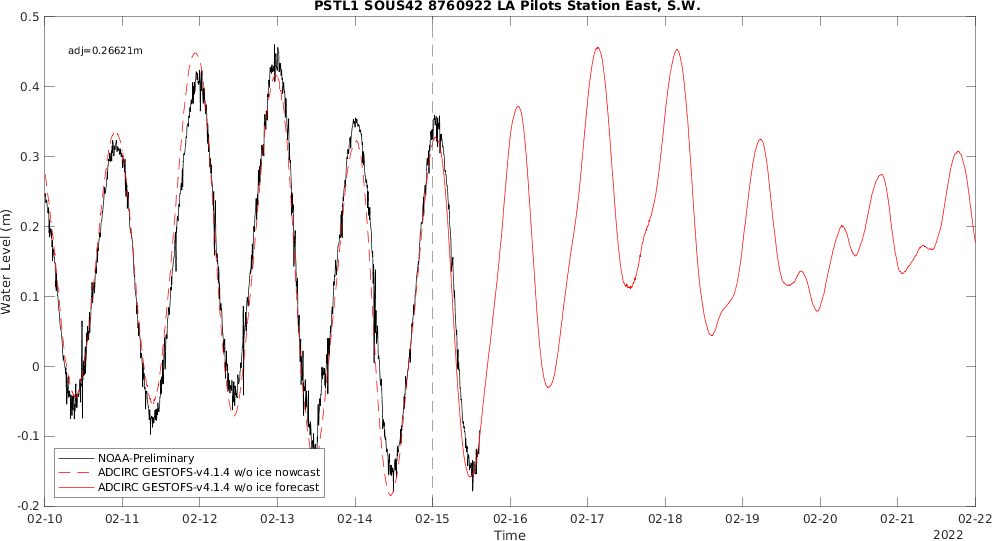 PSTL1 SOUS42 8760922 LA Pilots Station East, S.W.
adj=0.26621m
0.5
0.4
0.3
0.2
0.1
0
-0.1
-0.2
Water Level (m)
NOAA-Preliminary
ADCIRC GESTOFS-v4.1.4 w/o ice nowcast
ADCIRC GESTOFS-v4.1.4 w/o ice forecast
02-10 02-11 02-12 02-13 02-14 02-15 02-16 02-17 02-18 02-19 02-20 02-21 02-22
Time
2022